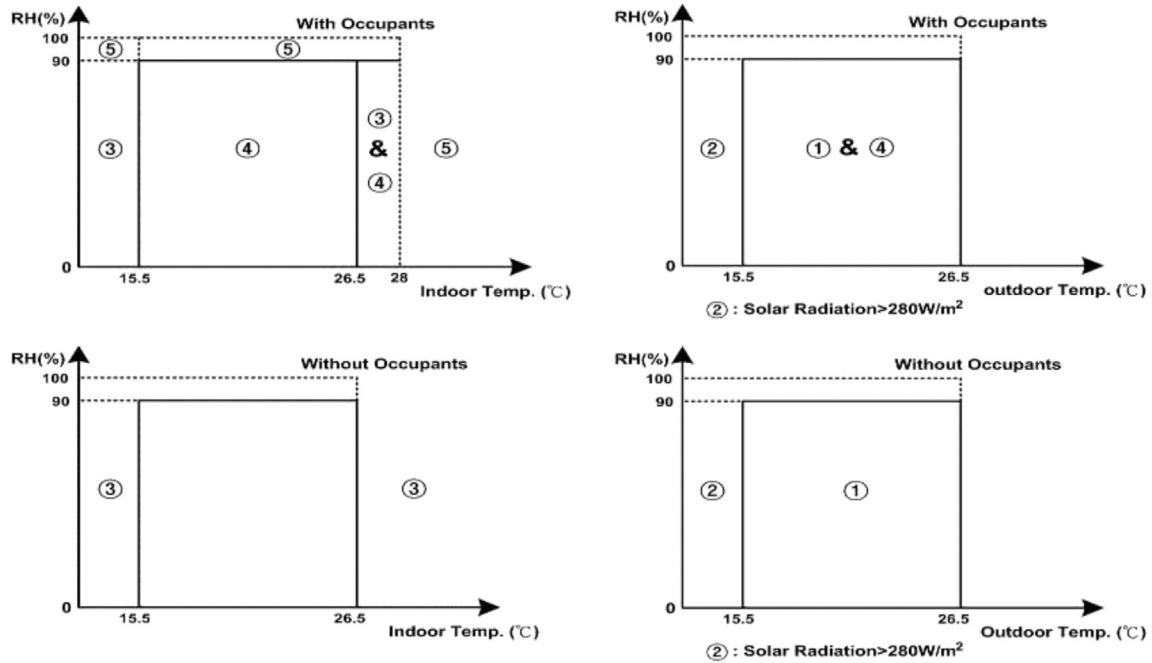 RH(%)
With Occupants
100
⑤
⑤
90
③
④
③
&
④
⑤
0
15.5
26.5
28
Indoor Temp. (℃)
RH(%)
With Occupants
100
90
②
① & ④
0
15.5
26.5
outdoor Temp. (℃)
② : Solar Radiation>280W/m²
RH(%)
Without Occupants
100
90
③
③
0
15.5
26.5
Indoor Temp. (℃)
RH(%)
Without Occupants
100
90
②
①
0
15.5
26.5
Outdoor Temp. (℃)
② : Solar Radiation>280W/m²